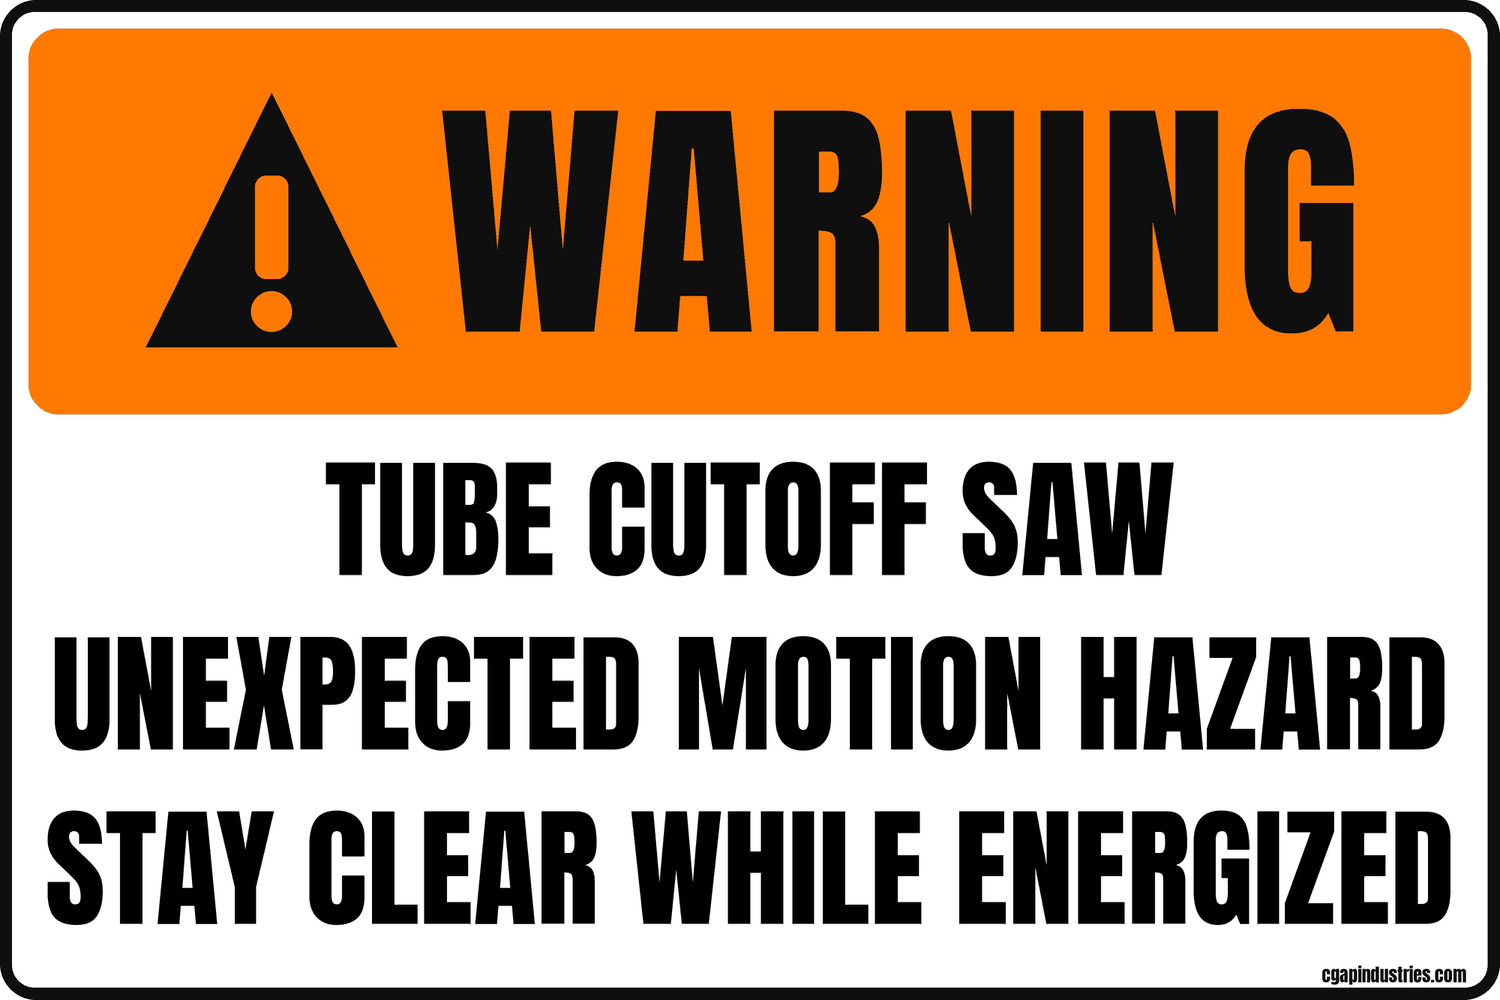 WARNING
TUBE CUTOFF SAW
UNEXPECTED MOTION HAZARD
STAY CLEAR WHILE ENERGIZED
cgapindustries.com